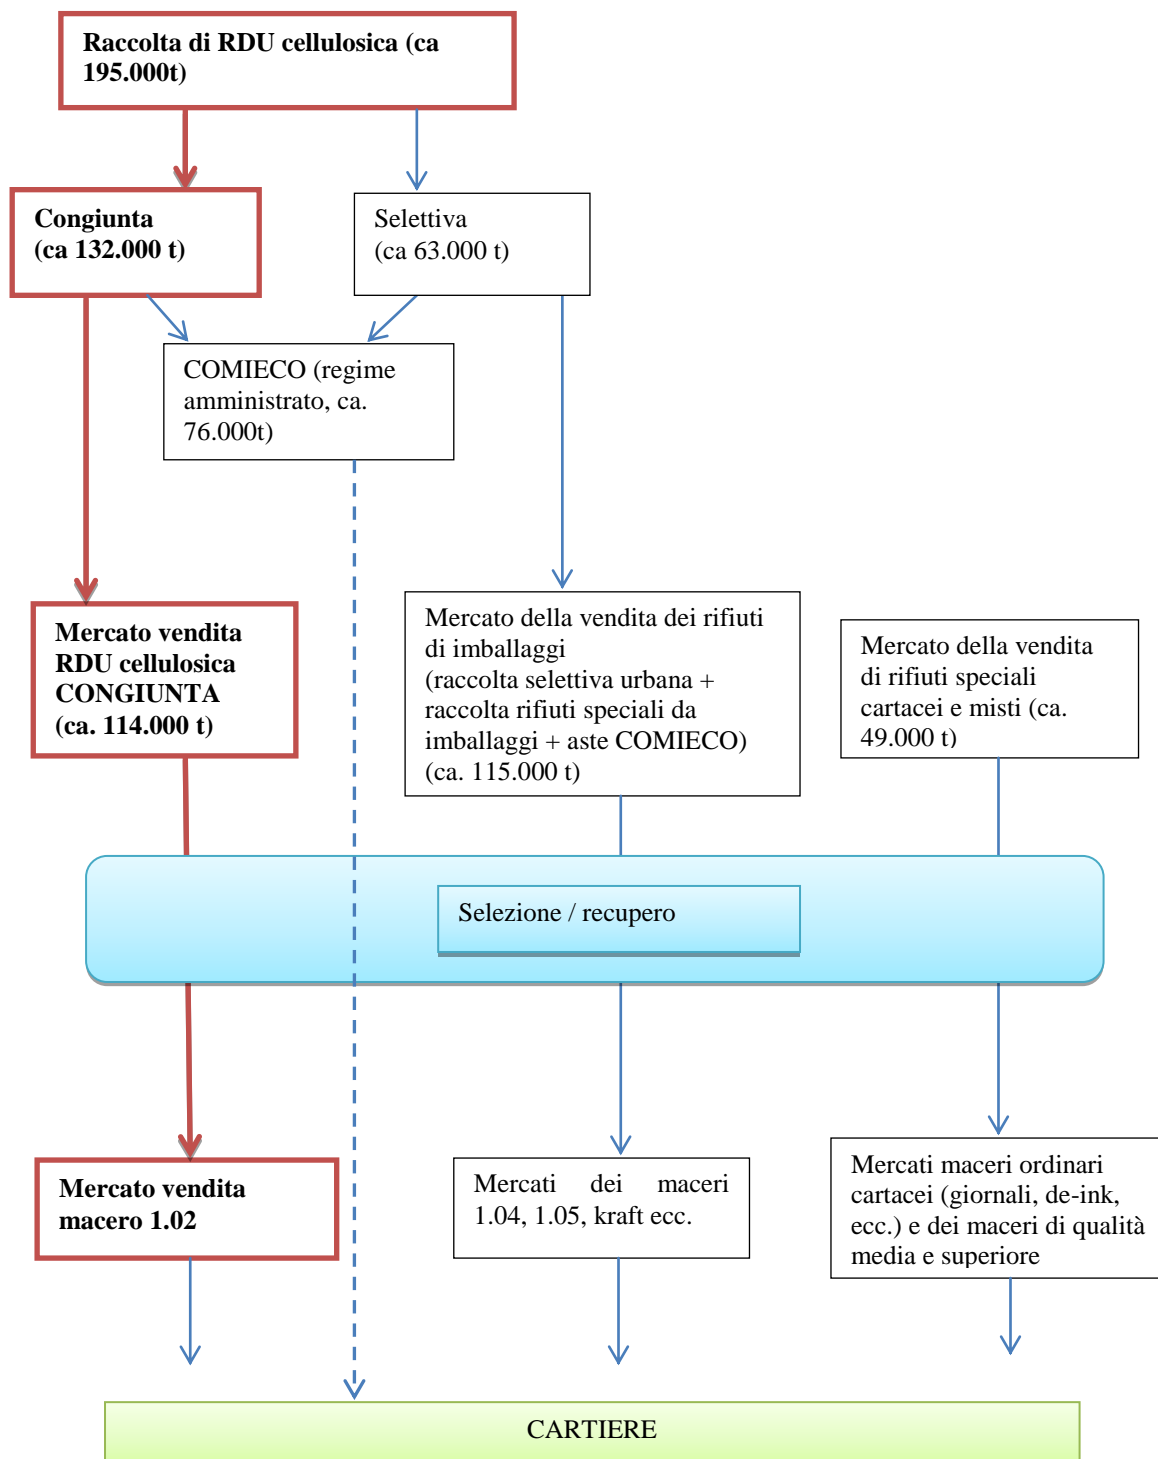 Raccolta di RDU cellulosica (ca
195.000t)
Congiunta
(ca 132.000 t)
Selettiva
(ca 63.000 t)
COMIECO (regime
amministrato, ca.
76.000t)
Mercato vendita
RDU cellulosica
CONGIUNTA
(ca. 114.000 t)
Mercato della vendita dei rifiuti
di imballaggi
(raccolta selettiva urbana +
raccolta rifiuti speciali da
imballaggi + aste COMIECO)
(ca. 115.000 t)
Mercato della vendita
di rifiuti speciali
cartacei e misti (ca.
49.000 t)
Selezione / recupero
Mercato vendita
macero 1.02
Mercati dei maceri
1.04, 1.05, kraft ecc.
Mercati maceri ordinari
cartacei (giornali, de-ink,
ecc.) e dei maceri di qualità
media e superiore
CARTIERE